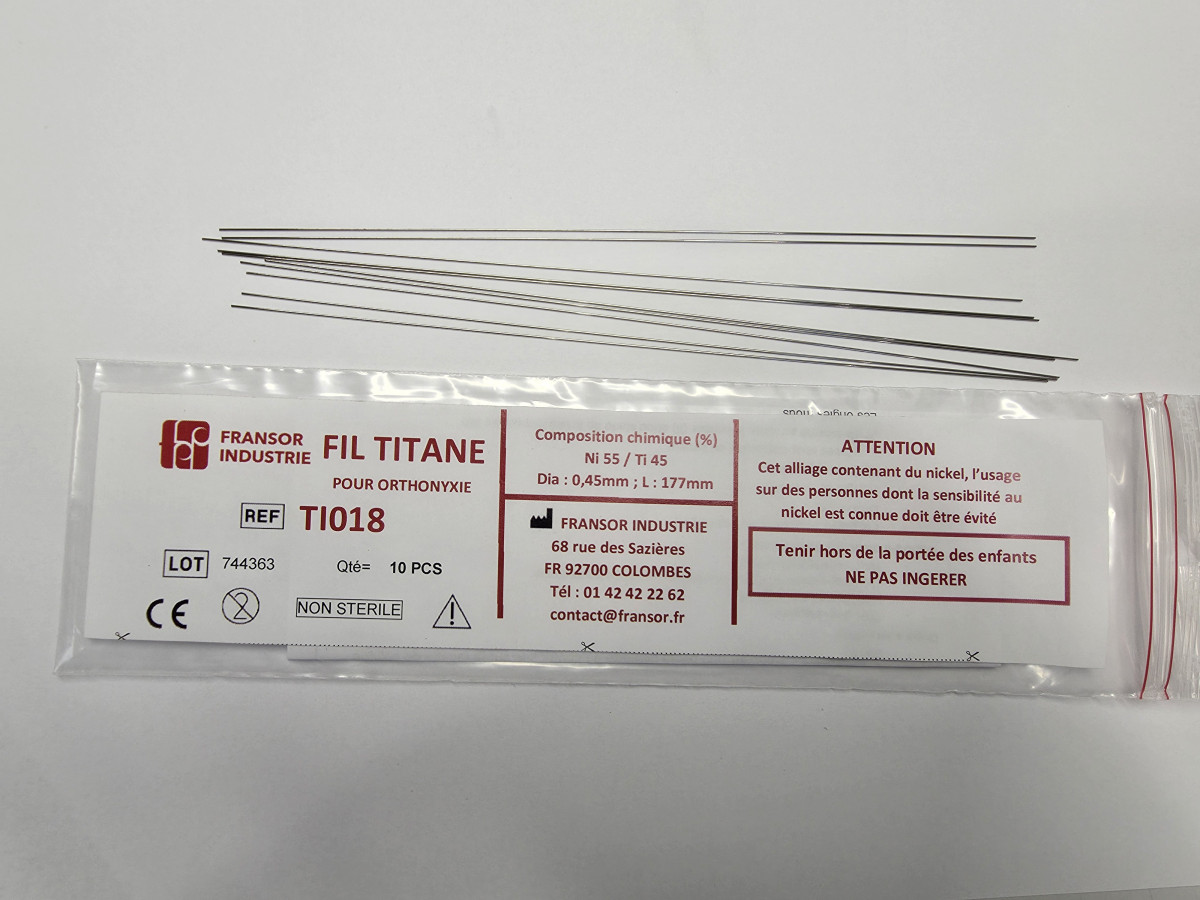 FRANSOR
INDUSTRIE
FIL TITANE
POUR ORTHONYXIE
REF TI018
LOT 744363 Qté= 10 PCS
CE 2 NON STERILE
Composition chimique (%)
Ni 55 / Ti 45
Dia : 0,45mm ; L : 177mm
FRANSOR INDUSTRIE
68 rue des Sazières
FR 92700 COLOMBES
Tél : 01 42 42 22 62
contact@fransor.fr
ATTENTION
Cet alliage contenant du nickel, l’usage
sur des personnes dont la sensibilité au
nickel est connue doit être évité
Tenir hors de la portée des enfants
NE PAS INGERER